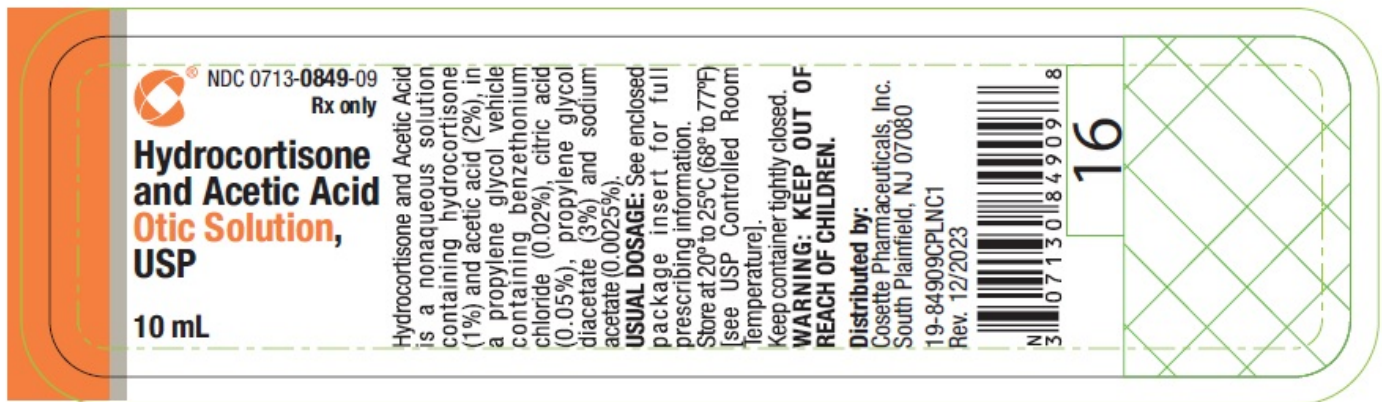 ®
NDC 0713-0849-09
Rx only
Hydrocortisone
and Acetic Acid
Otic Solution,
USP
10 mL
Hydrocortisone and Acetic Acid
is a nonaqueous solution
containing hydrocortisone
(1%) and acetic acid (2%), in
a propylene glycol vehicle
containing benzethonium
chloride (0.02%), citric acid
(0.05%), propylene glycol
diacetate (3%) and sodium
acetate (0.0025%).
USUAL DOSAGE: See enclosed
package insert for full
prescribing information.
Store at 20° to 25°C (68° to 77°F)
[see USP Controlled Room
Temperature].
Keep container tightly closed.
WARNING: KEEP OUT OF
REACH OF CHILDREN.
Distributed by:
Cosette Pharmaceuticals, Inc.
South Plainfield, NJ 07080
19-84909CPLNC1
Rev. 12/2023
N
3 07130 84909 8
16